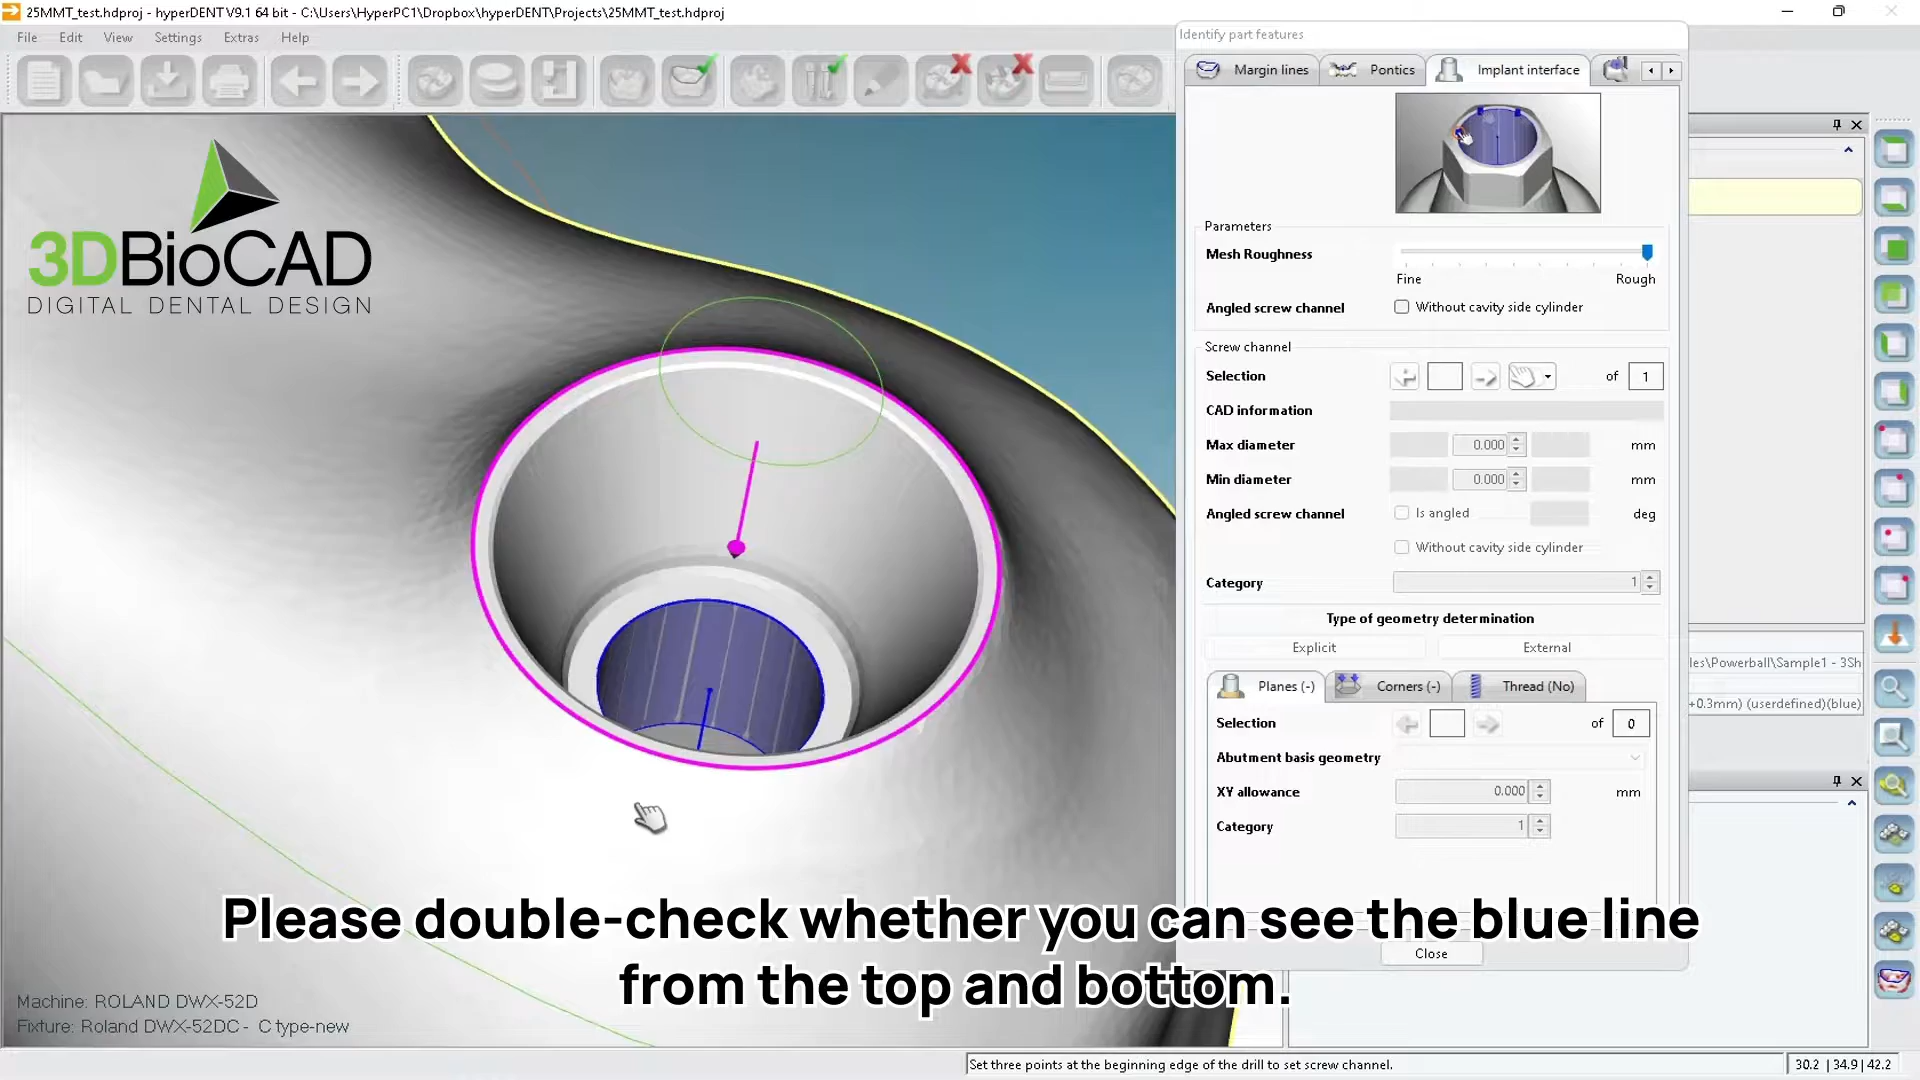 25MMT_test.hdproj - hyperDENT V9.1 64 bit - C:\Users\HyperPC1\Dropbox\hyperDENT\Projects\25MMT_test.hdproj
File Edit View Settings Extras Help
3DBioCAD
DIGITAL DENTAL DESIGN
Identify part features
Margin lines Pontics Implant interface
Parameters
Mesh Roughness
Fine Rough
Angled screw channel Without cavity side cylinder
Screw channel
Selection of 1
CAD information
Max diameter 0.000 mm
Min diameter 0.000 mm
Angled screw channel Is angled deg
Without cavity side cylinder
Category 1
Type of geometry determination
Explicit External
Planes (-) Corners (-) Thread (No)
Selection of 0
Abutment basis geometry
XY allowance 0.000 mm
Category 1
Close
les\Powerball\Sample1 - 3Sh
+0.3mm) (userdefined)(blue)
Please double-check whether you can see the blue line
from the top and bottom.
Machine: ROLAND DWX-52D
Fixture: Roland DWX-52DC - C type-new
Set three points at the beginning edge of the drill to set screw channel.
30.2 | 34.9 | 42.2